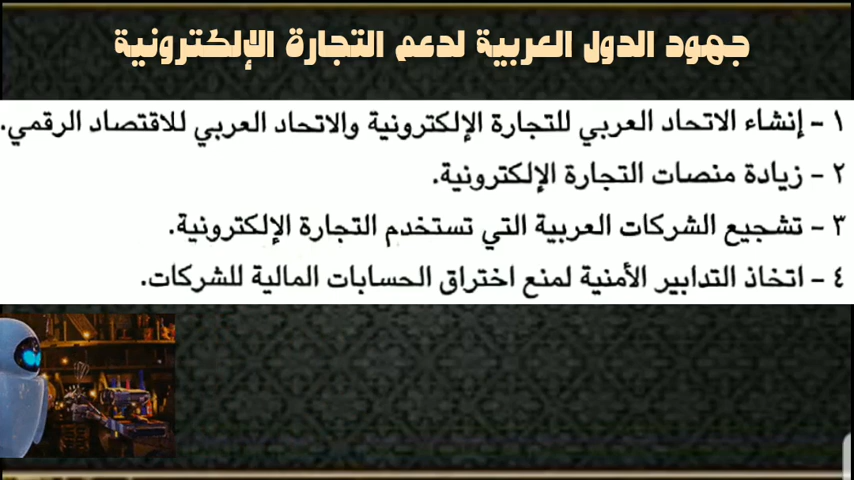 جهود الدول العربية لدعم التجارة الإلكترونية
١ - إنشاء الاتحاد العربي للتجارة الإلكترونية والاتحاد العربي للاقتصاد الرقمي.
٢ - زيادة منصات التجارة الإلكترونية.
٣ - تشجيع الشركات العربية التي تستخدم التجارة الإلكترونية.
٤ - اتخاذ التدابير الأمنية لمنع اختراق الحسابات المالية للشركات.